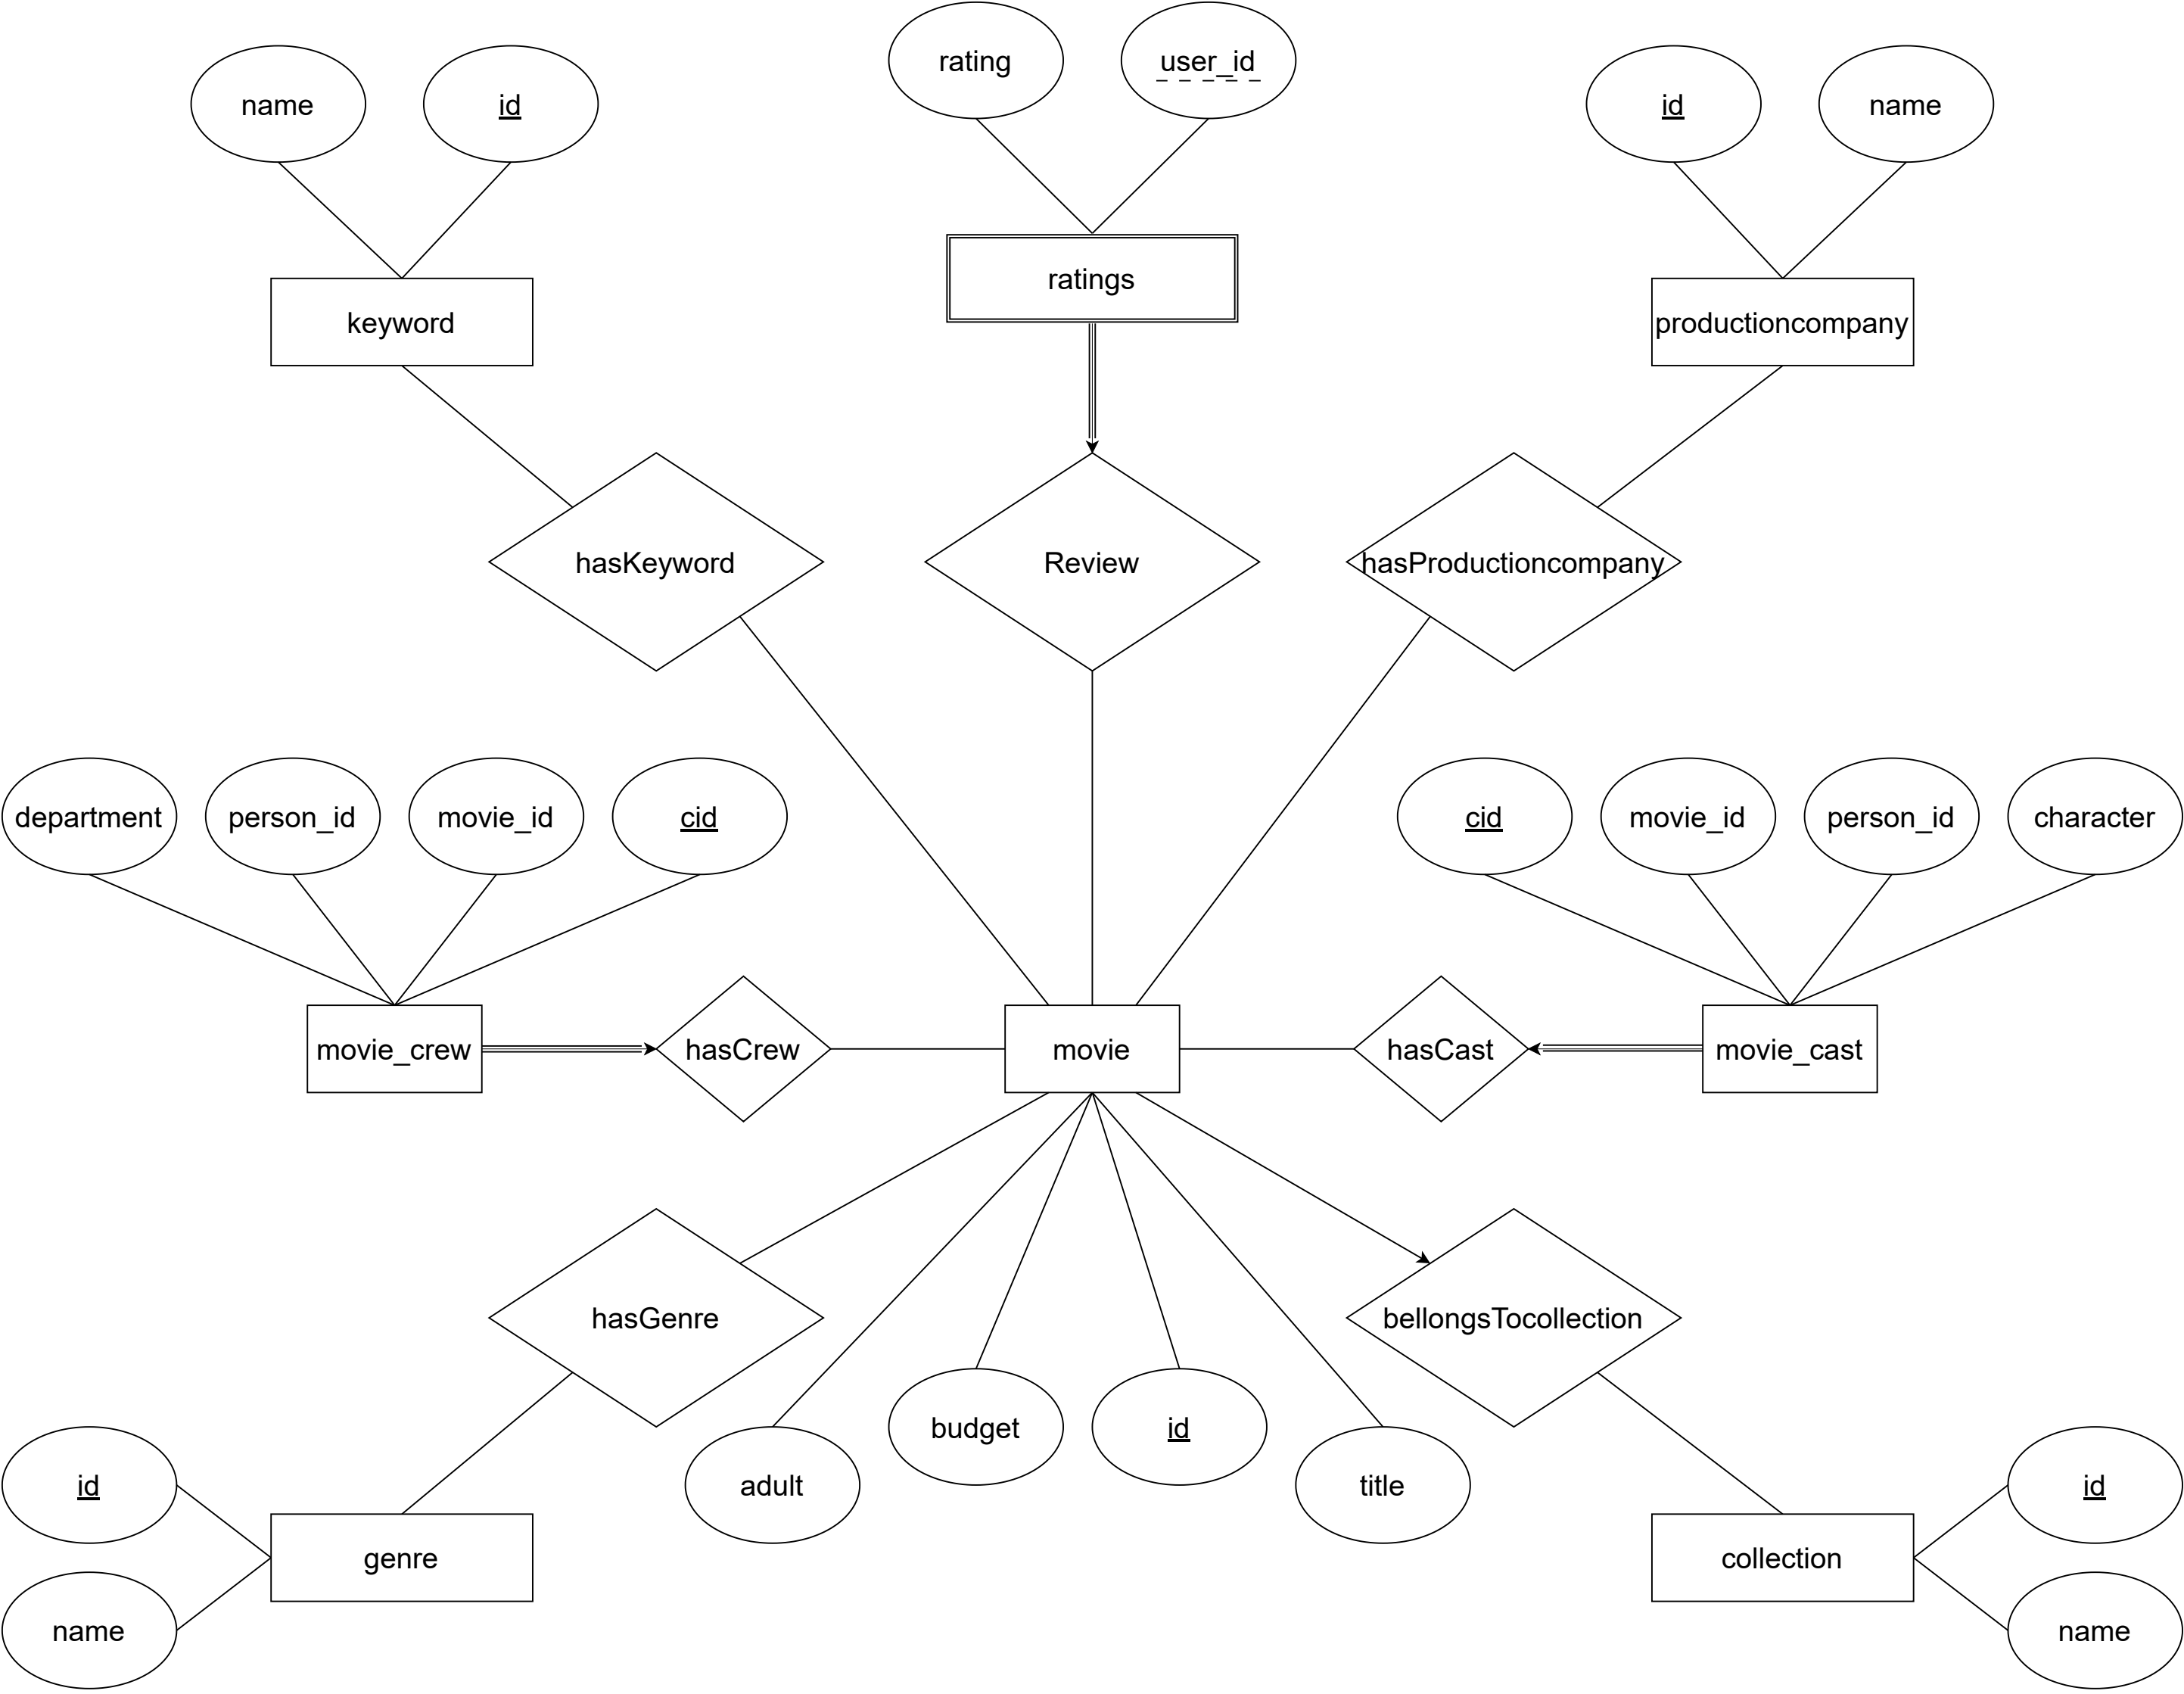 rating
user_id
name
id
id
name
ratings
keyword
productioncompany
hasKeyword
Review
hasProductioncompany
department
person_id
movie_id
cid
cid
movie_id
person_id
character
movie_crew
hasCrew
movie
hasCast
movie_cast
hasGenre
bellongsTocollection
budget
id
id
adult
title
id
genre
collection
name
name